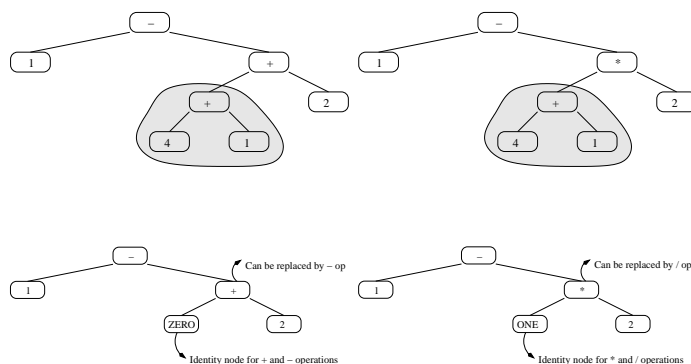 − −
1 + 1 *
+ 2 + 2
4 1 4 1
− Can be replaced by − op − Can be replaced by / op
1 + 1 *
ZERO 2 ONE 2
Identity node for + and − operations Identity node for * and / operations